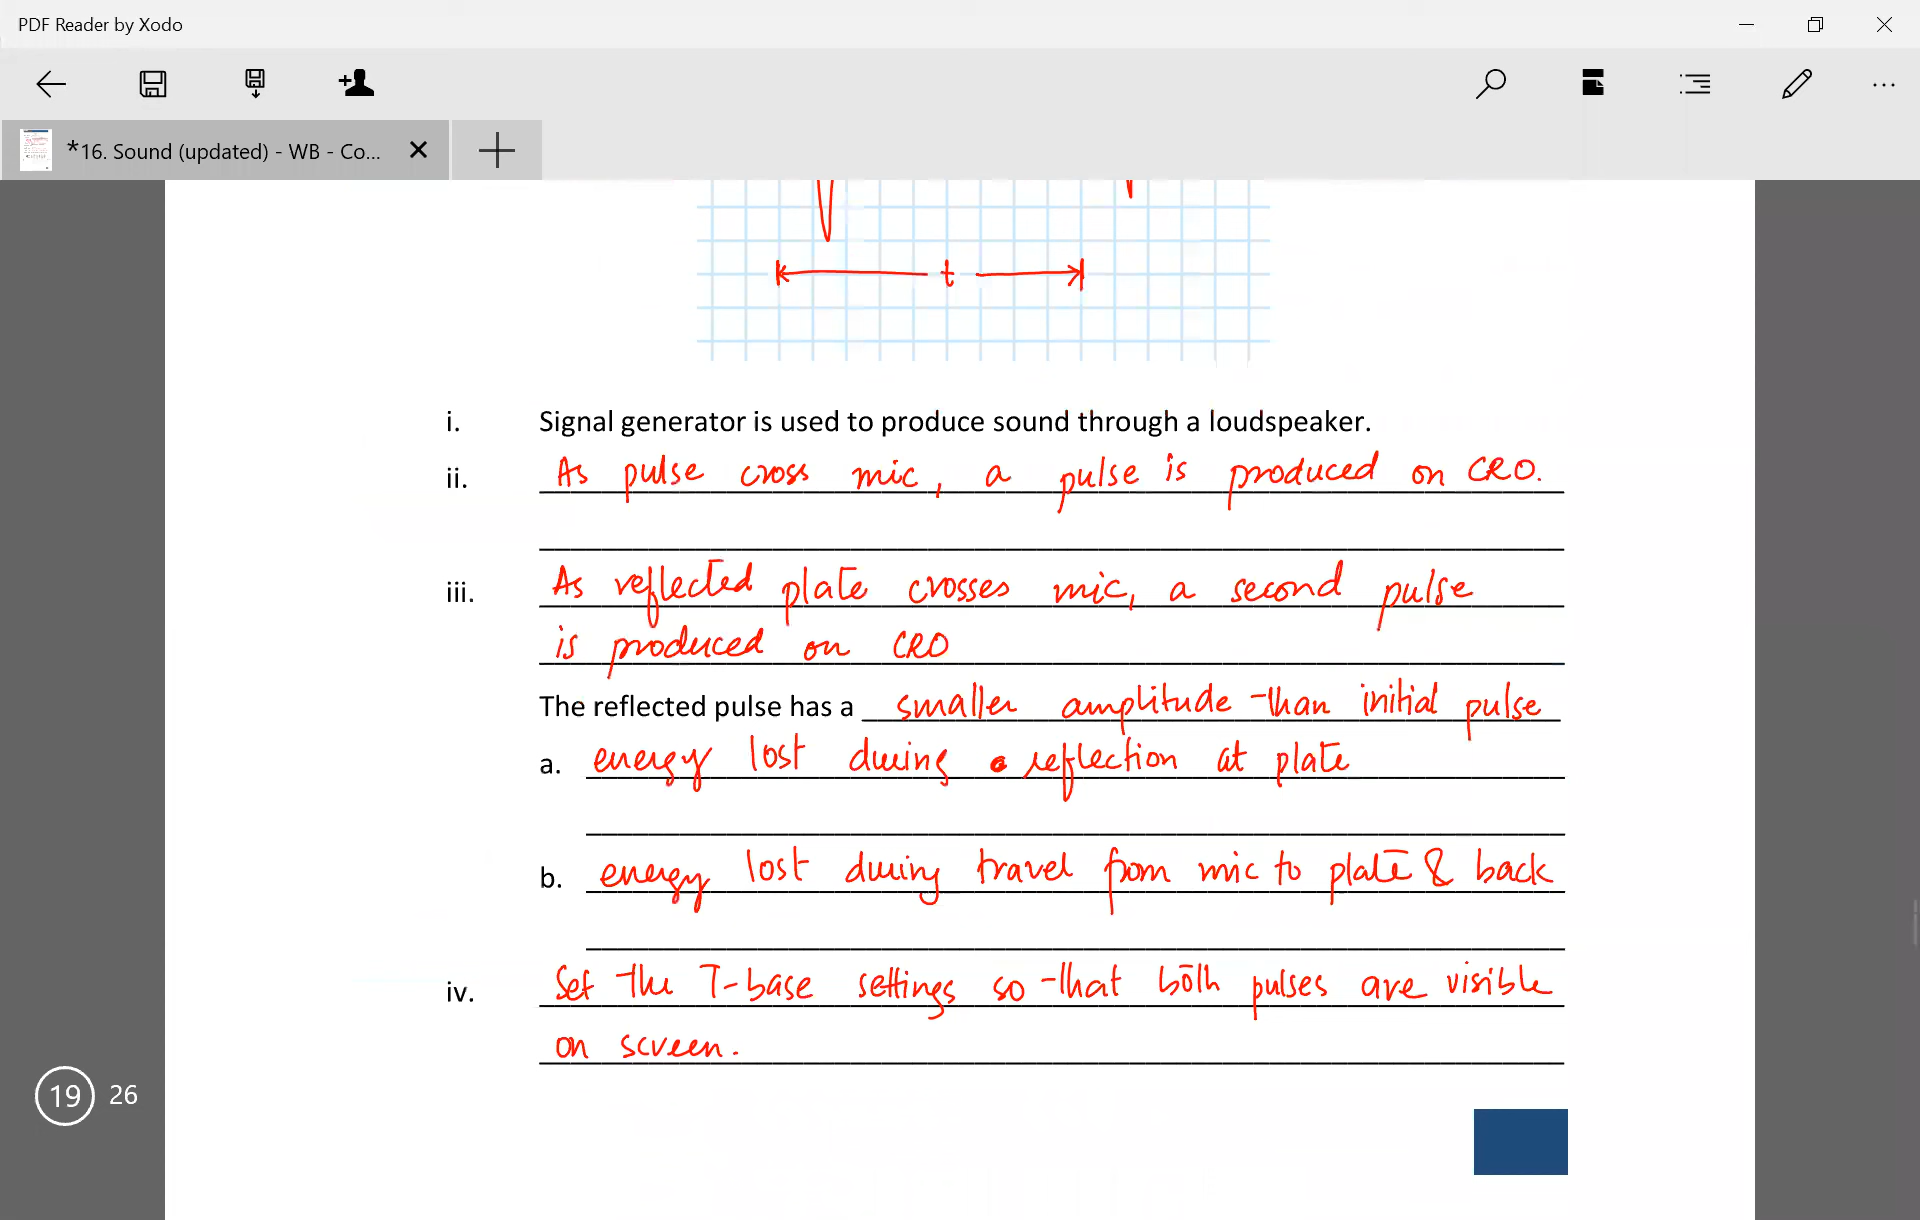 PDF Reader by Xodo
*16. Sound (updated) - WB - Co...
t
i. Signal generator is used to produce sound through a loudspeaker.
ii. As pulse cross mic, a pulse is produced on CRO.
iii. As reflected plate crosses mic, a second pulse
is produced on CRO
The reflected pulse has a smaller amplitude than initial pulse
a. energy lost during reflection at plate
b. energy lost during travel from mic to plate & back
iv. Set the T-base settings so that both pulses are visible
on screen.
19 26